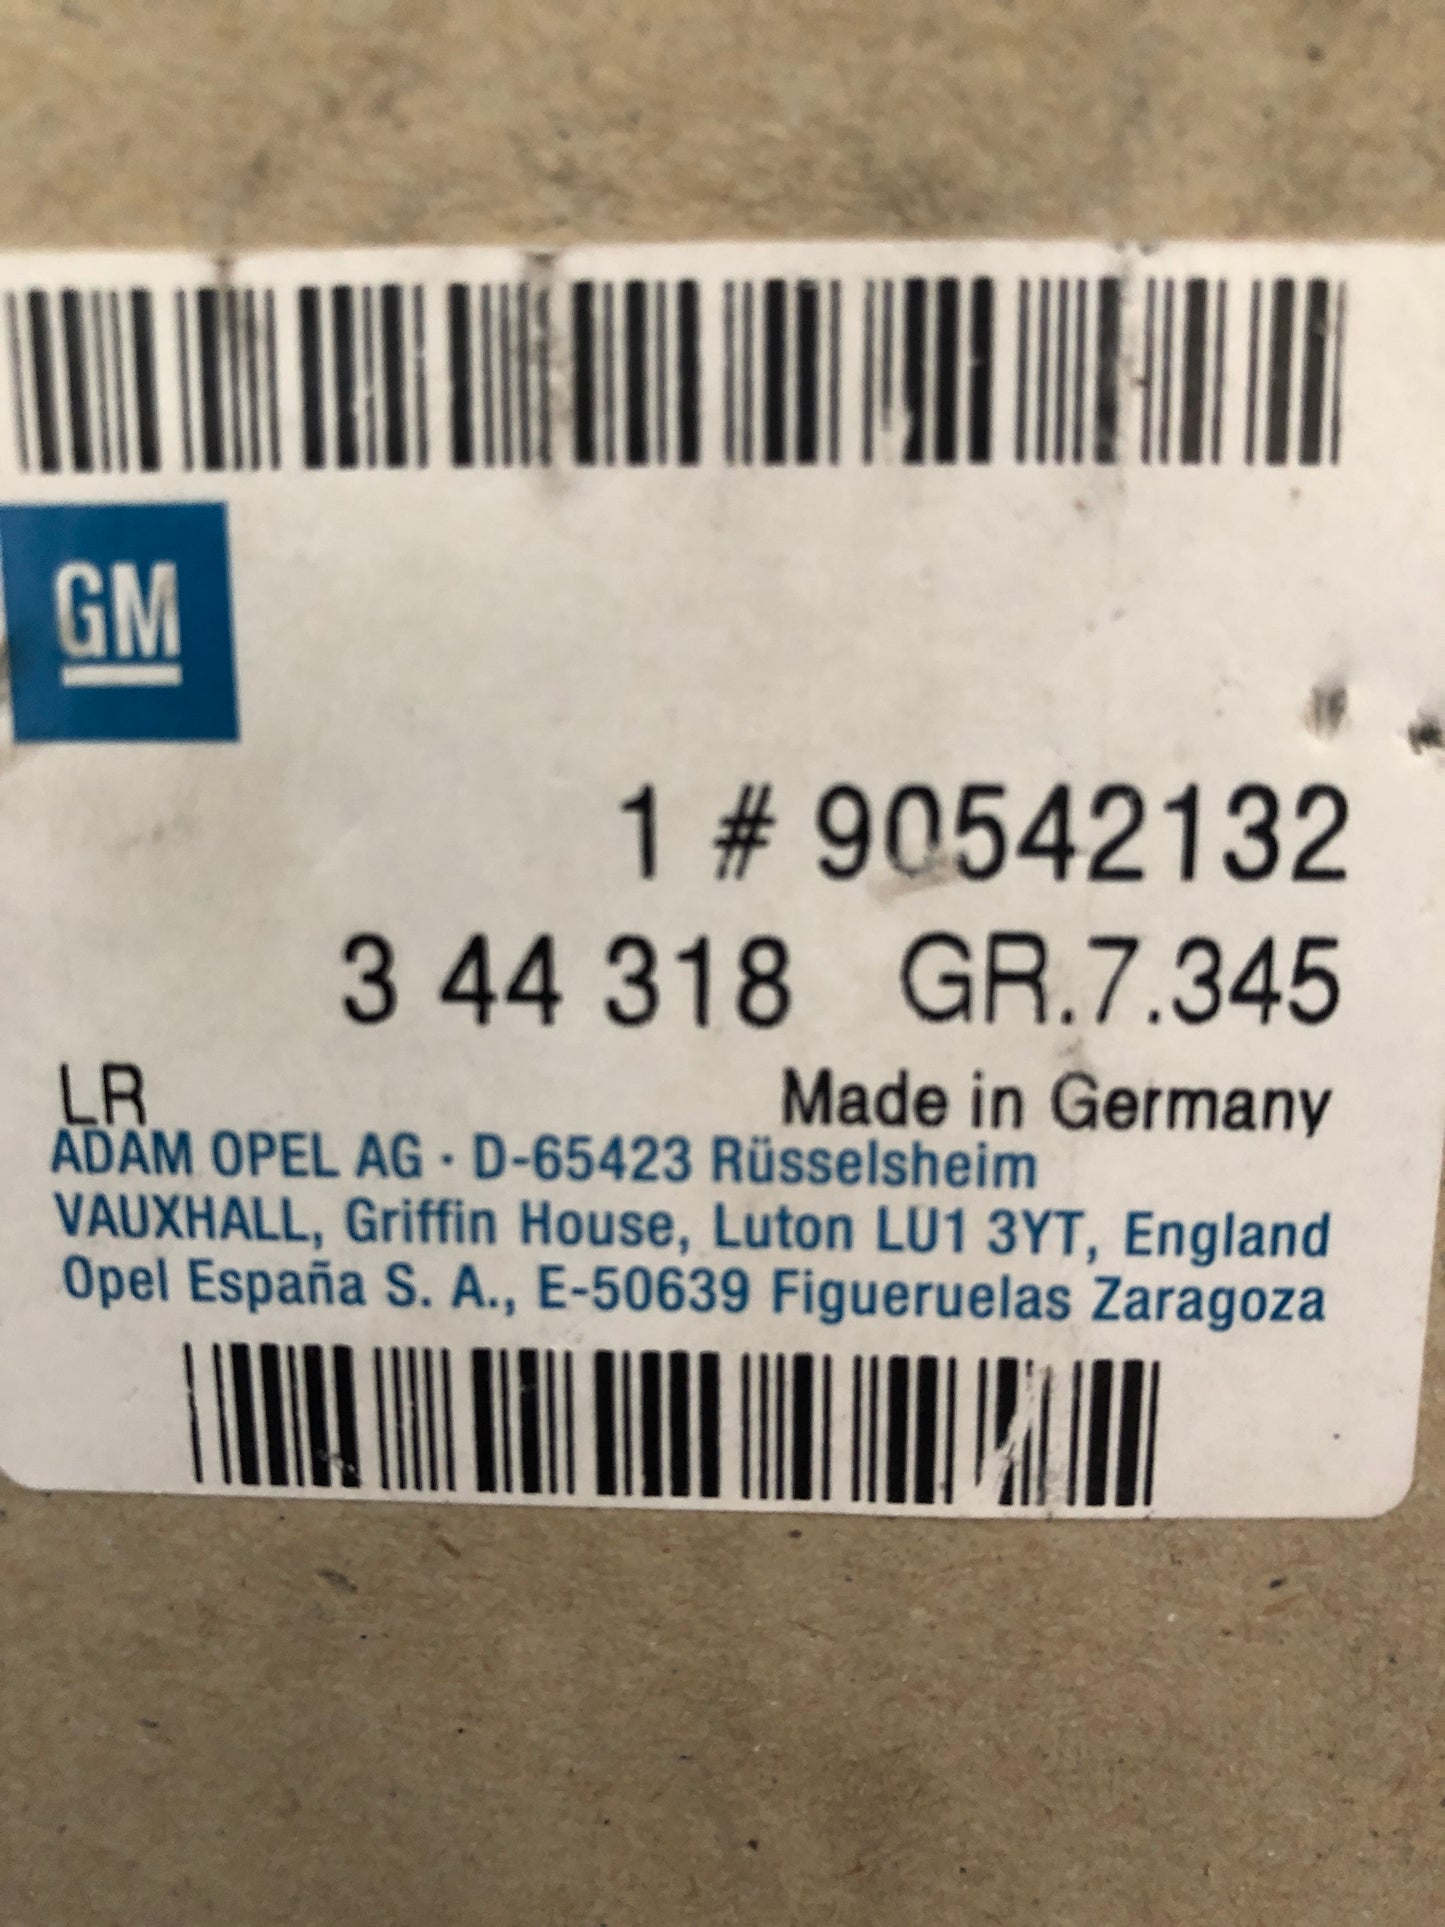 GM
1 # 90542132
3 44 318 GR.7.345
LR Made in Germany
ADAM OPEL AG · D-65423 Rüsselsheim
VAUXHALL, Griffin House, Luton LU1 3YT, England
Opel España S. A., E-50639 Figueruelas Zaragoza